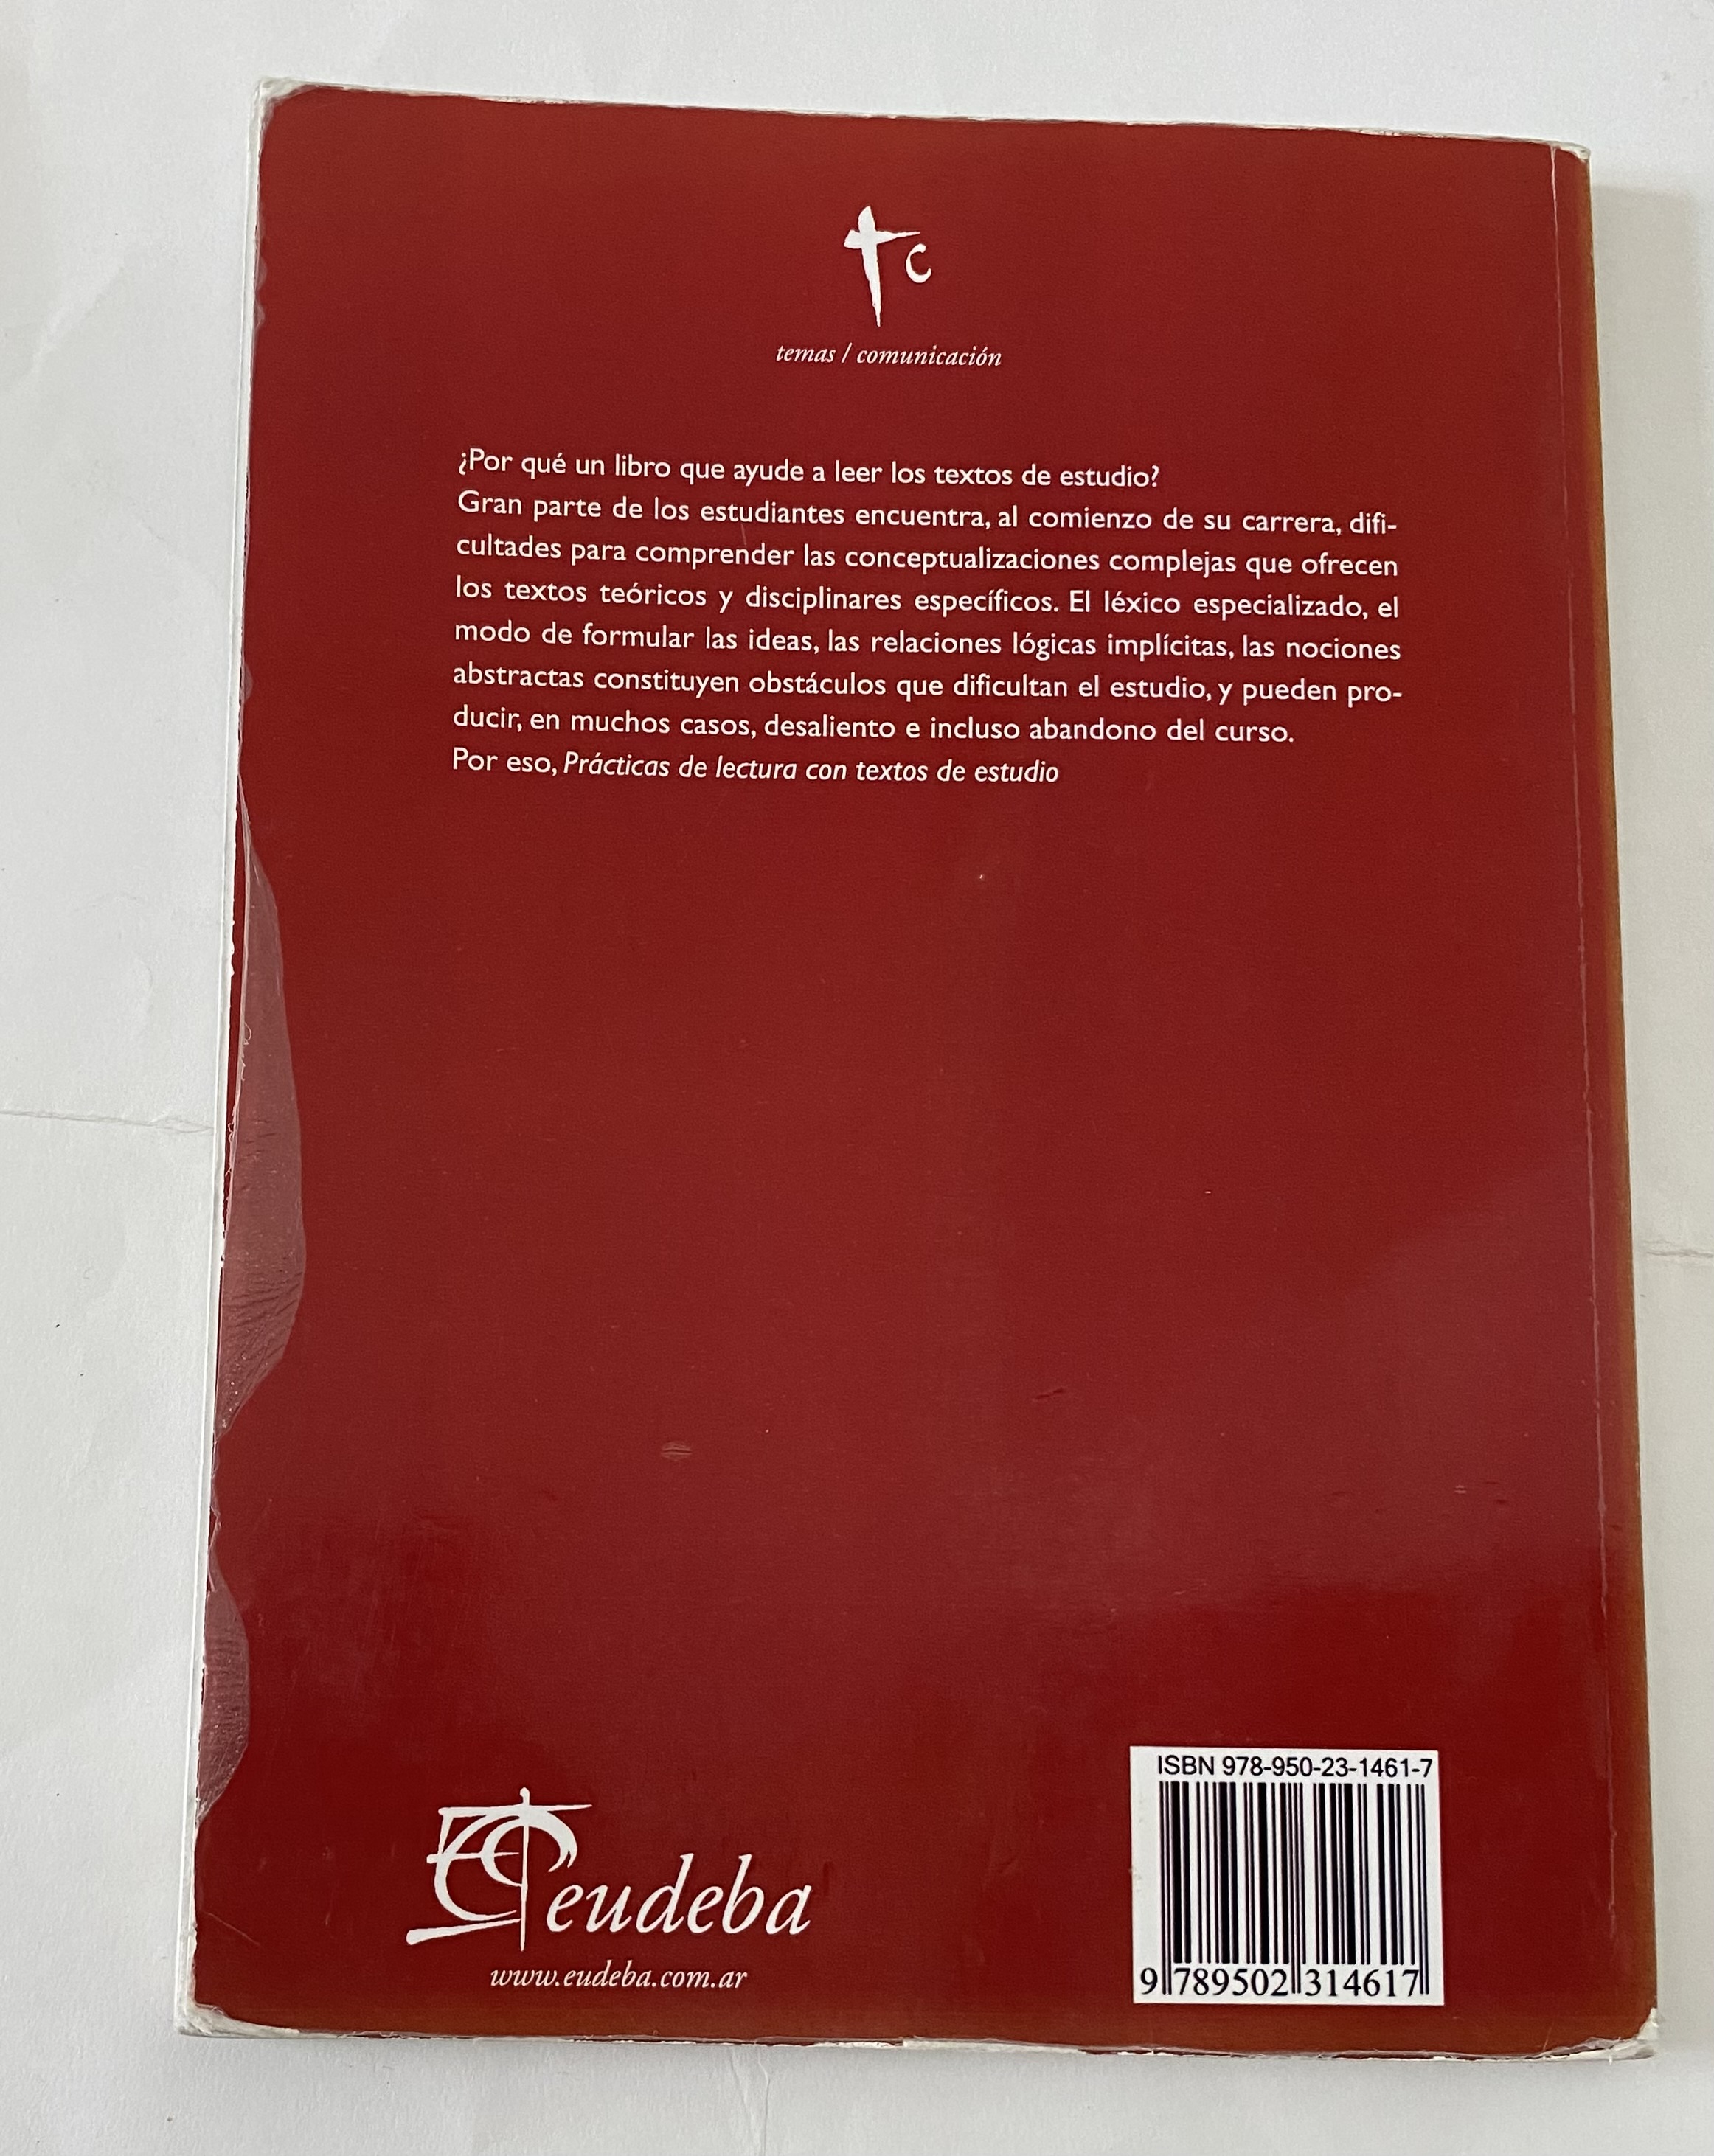 tc
temas / comunicación
¿Por qué un libro que ayude a leer los textos de estudio?
Gran parte de los estudiantes encuentra, al comienzo de su carrera, difi-
cultades para comprender las conceptualizaciones complejas que ofrecen
los textos teóricos y disciplinares específicos. El léxico especializado, el
modo de formular las ideas, las relaciones lógicas implícitas, las nociones
abstractas constituyen obstáculos que dificultan el estudio, y pueden pro-
ducir, en muchos casos, desaliento e incluso abandono del curso.
Por eso, Prácticas de lectura con textos de estudio
eudeba
www.eudeba.com.ar
ISBN 978-950-23-1461-7
9 789502 314617